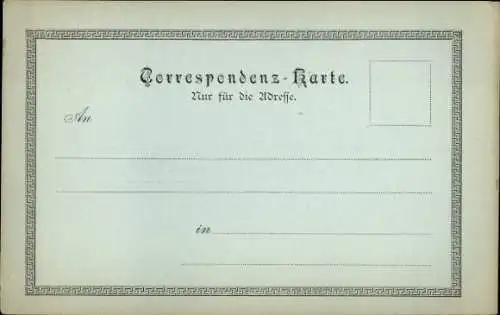 Correspondenz-Karte.
Nur für die Adresse.
An
in